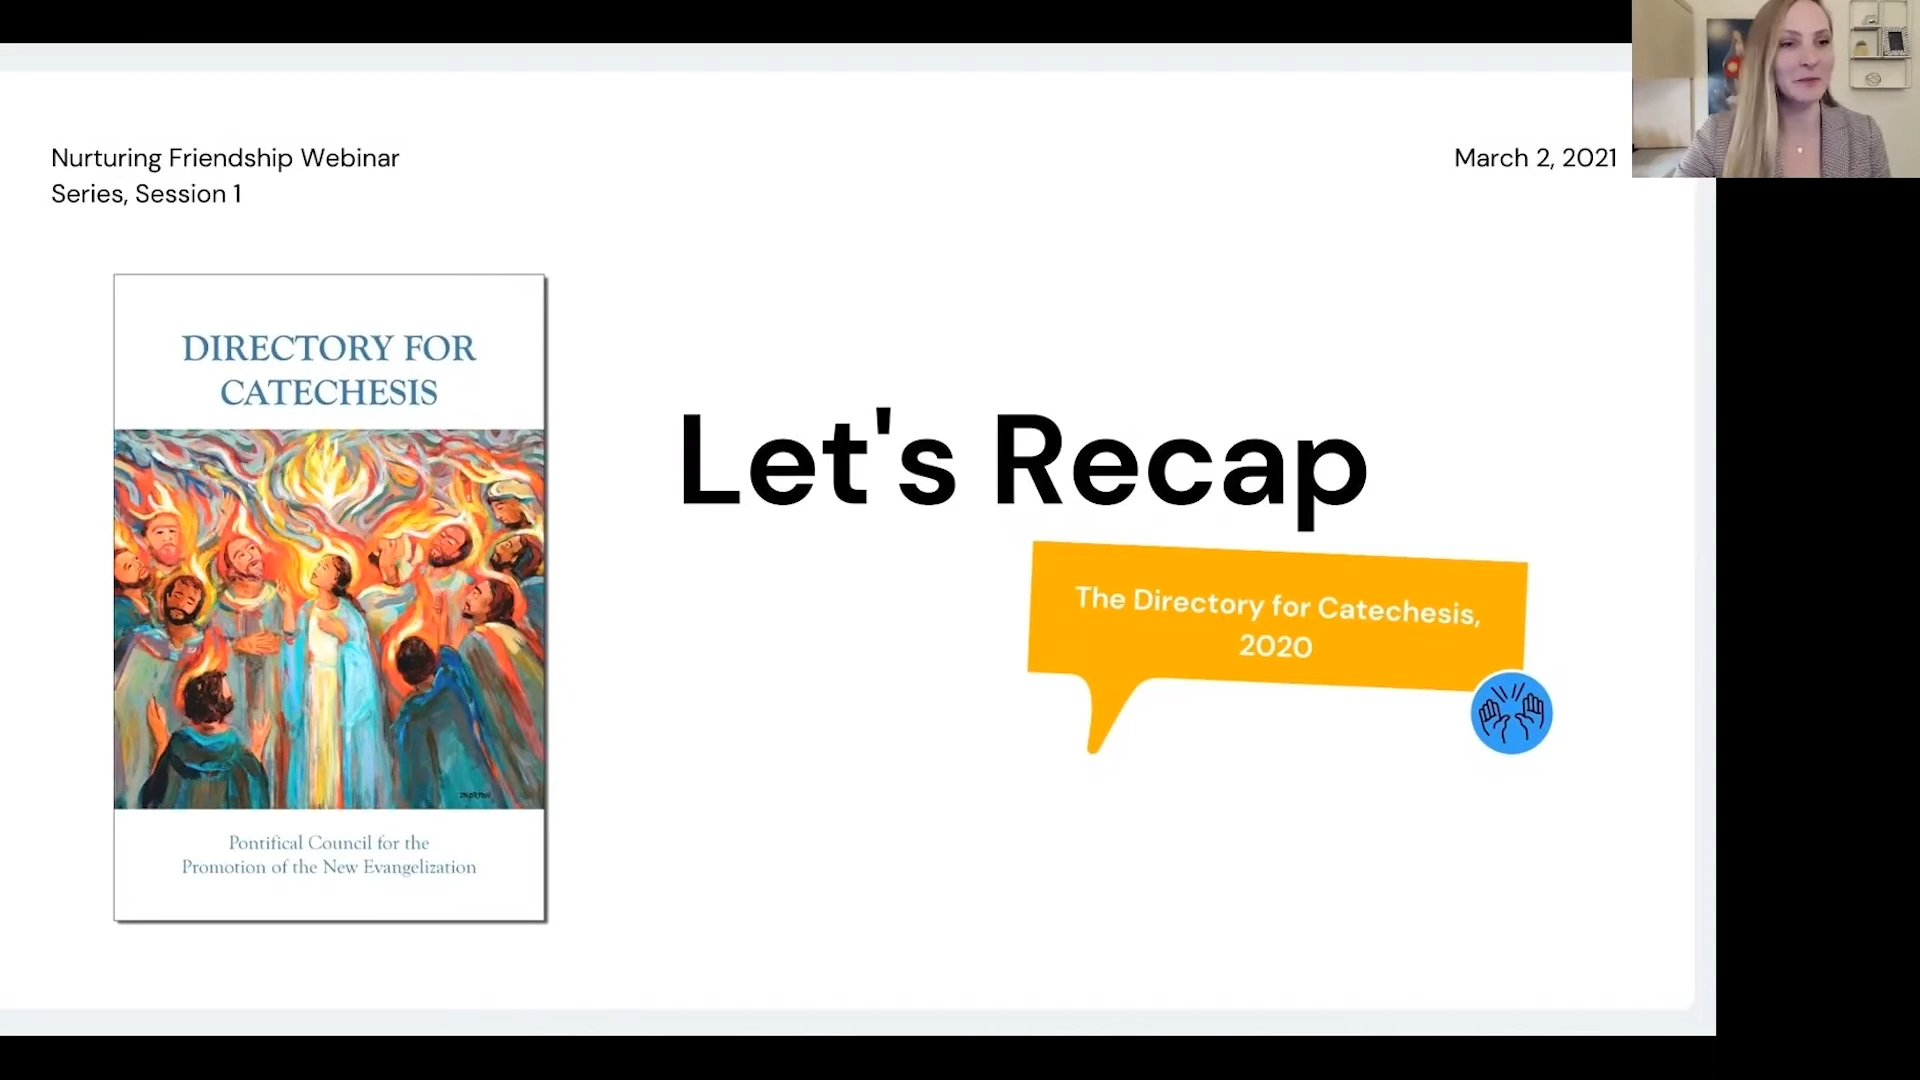 Nurturing Friendship Webinar
Series, Session 1
March 2, 2021
DIRECTORY FOR
CATECHESIS
Pontifical Council for the
Promotion of the New Evangelization
Let's Recap
The Directory for Catechesis,
2020